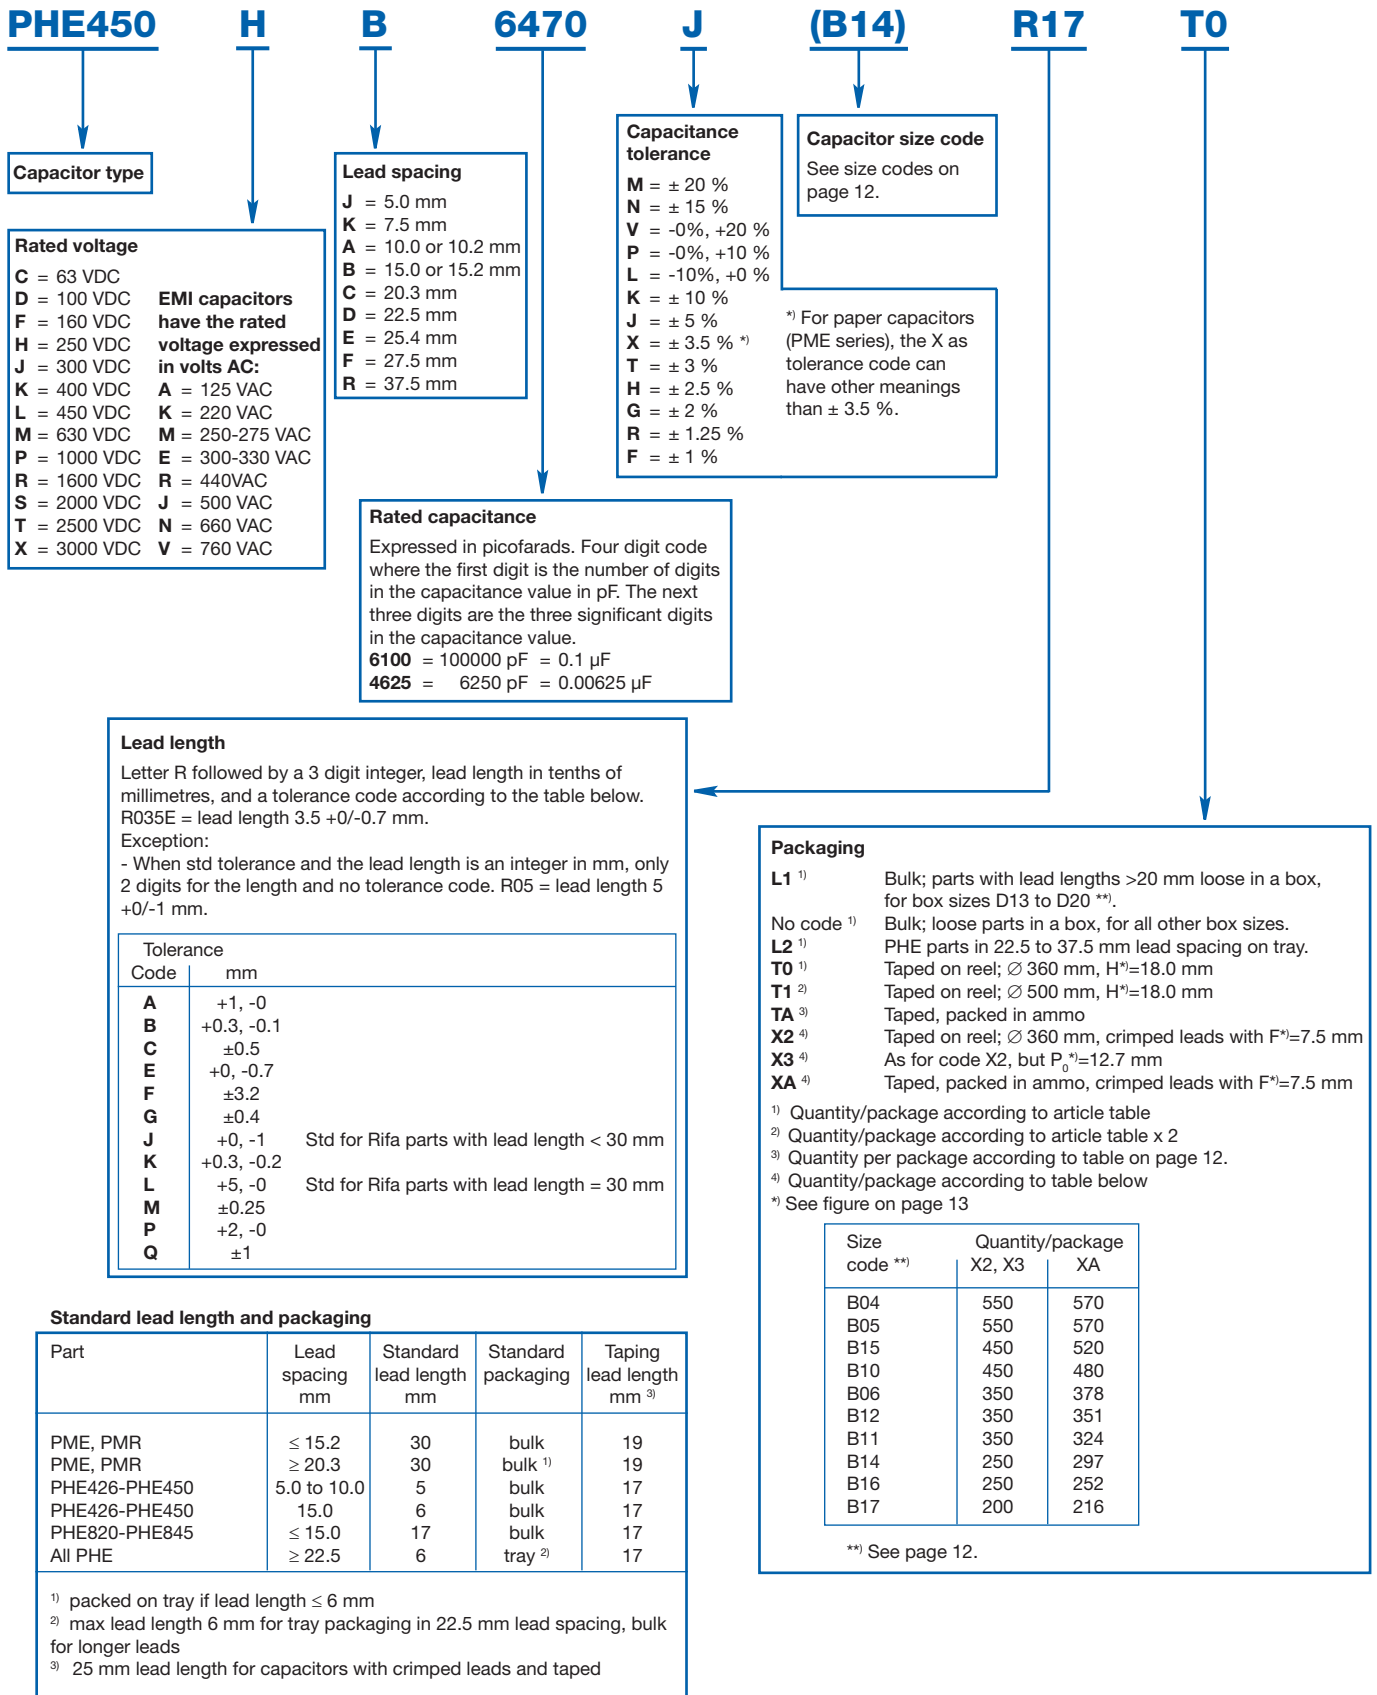 PHE450 H B 6470 J (B14) R17 T0
Capacitor type
Rated voltage
C = 63 VDC
D = 100 VDC
F = 160 VDC
H = 250 VDC
J = 300 VDC
K = 400 VDC
L = 450 VDC
M = 630 VDC
P = 1000 VDC
R = 1600 VDC
S = 2000 VDC
T = 2500 VDC
X = 3000 VDC
EMI capacitors
have the rated
voltage expressed
in volts AC:
A = 125 VAC
K = 220 VAC
M = 250-275 VAC
E = 300-330 VAC
R = 440VAC
J = 500 VAC
N = 660 VAC
V = 760 VAC
Lead spacing
J = 5.0 mm
K = 7.5 mm
A = 10.0 or 10.2 mm
B = 15.0 or 15.2 mm
C = 20.3 mm
D = 22.5 mm
E = 25.4 mm
F = 27.5 mm
R = 37.5 mm
Rated capacitance
Expressed in picofarads. Four digit code
where the first digit is the number of digits
in the capacitance value in pF. The next
three digits are the three significant digits
in the capacitance value.
6100 = 100000 pF = 0.1 µF
4625 = 6250 pF = 0.00625 µF
Capacitance
tolerance
M = ± 20 %
N = ± 15 %
V = -0%, +20 %
P = -0%, +10 %
L = -10%, +0 %
K = ± 10 %
J = ± 5 %
X = ± 3.5 % *)
T = ± 3 %
H = ± 2.5 %
G = ± 2 %
R = ± 1.25 %
F = ± 1 %
*) For paper capacitors
(PME series), the X as
tolerance code can
have other meanings
than ± 3.5 %.
Capacitor size code
See size codes on
page 12.
Lead length
Letter R followed by a 3 digit integer, lead length in tenths of
millimetres, and a tolerance code according to the table below.
R035E = lead length 3.5 +0/-0.7 mm.
Exception:
- When std tolerance and the lead length is an integer in mm, only
2 digits for the length and no tolerance code. R05 = lead length 5
+0/-1 mm.
Tolerance
Code mm
A +1, -0
B +0.3, -0.1
C ±0.5
E +0, -0.7
F ±3.2
G ±0.4
J +0, -1 Std for Rifa parts with lead length < 30 mm
K +0.3, -0.2
L +5, -0 Std for Rifa parts with lead length = 30 mm
M ±0.25
P +2, -0
Q ±1
Packaging
L1 1) Bulk; parts with lead lengths >20 mm loose in a box,
for box sizes D13 to D20 **).
No code 1) Bulk; loose parts in a box, for all other box sizes.
L2 1) PHE parts in 22.5 to 37.5 mm lead spacing on tray.
T0 1) Taped on reel; ∅ 360 mm, H*)=18.0 mm
T1 2) Taped on reel; ∅ 500 mm, H*)=18.0 mm
TA 3) Taped, packed in ammo
X2 4) Taped on reel; ∅ 360 mm, crimped leads with F*)=7.5 mm
X3 4) As for code X2, but P0*)=12.7 mm
XA 4) Taped, packed in ammo, crimped leads with F*)=7.5 mm
1) Quantity/package according to article table
2) Quantity/package according to article table x 2
3) Quantity per package according to table on page 12.
4) Quantity/package according to table below
*) See figure on page 13
Size Quantity/package
code **) X2, X3 XA
B04 550 570
B05 550 570
B15 450 520
B10 450 480
B06 350 378
B12 350 351
B11 350 324
B14 250 297
B16 250 252
B17 200 216
**) See page 12.
Standard lead length and packaging
Part Lead Standard Standard Taping
spacing lead length packaging lead length
mm mm mm 3)
PME, PMR ≤ 15.2 30 bulk 19
PME, PMR ≥ 20.3 30 bulk 1) 19
PHE426-PHE450 5.0 to 10.0 5 bulk 17
PHE426-PHE450 15.0 6 bulk 17
PHE820-PHE845 ≤ 15.0 17 bulk 17
All PHE ≥ 22.5 6 tray 2) 17
1) packed on tray if lead length ≤ 6 mm
2) max lead length 6 mm for tray packaging in 22.5 mm lead spacing, bulk
for longer leads
3) 25 mm lead length for capacitors with crimped leads and taped